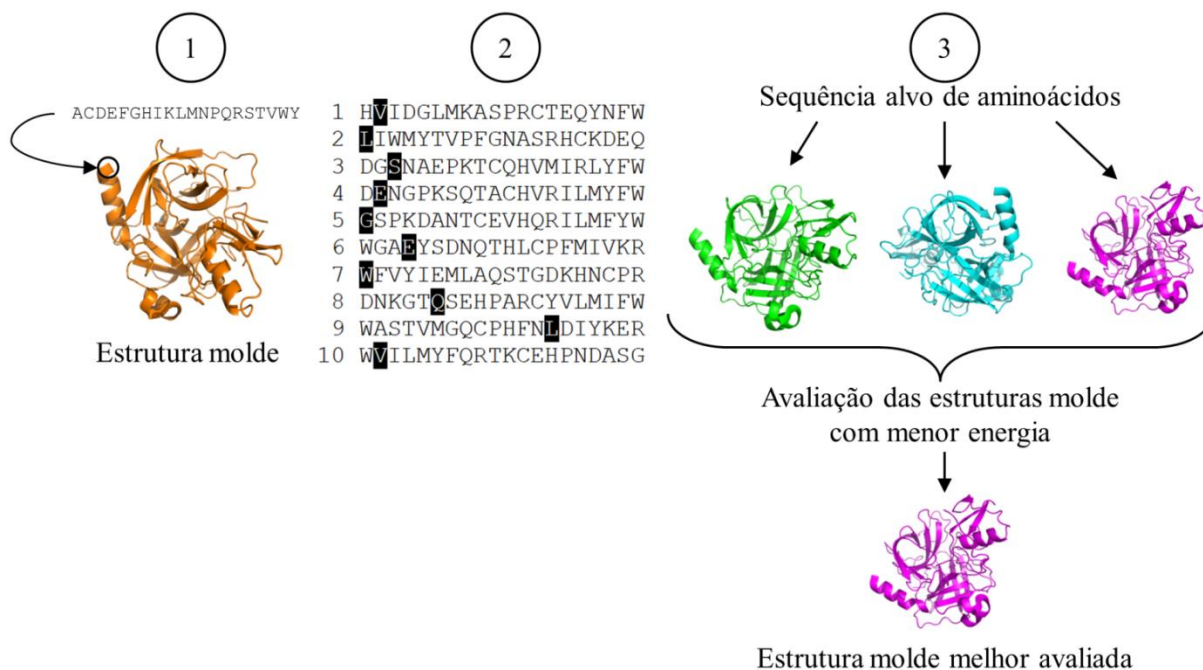 1
ACDEFGHIKLMNPQRSTVWY
Estrutura molde
2
1 HVIDGLMKASPRCTEQYNFW
2 LIWMYTVPFGNASRHCKDEQ
3 DGSNAEPKTCQHVMIRLYFW
4 DENGPKSQTACHVRILMYFW
5 GSPKDANTCEVHQRILMFYW
6 WGAEYSDNQTHLCPFMIVKR
7 WFVYIEMLAQSTGDKHNCPR
8 DNKGTQSEHPARCYVLMIFW
9 WASTVMGQCPHFNLDIYKER
10 WVILMYFQRTKCEHPNDASG
3
Sequência alvo de aminoácidos
Avaliação das estruturas molde
com menor energia
Estrutura molde melhor avaliada